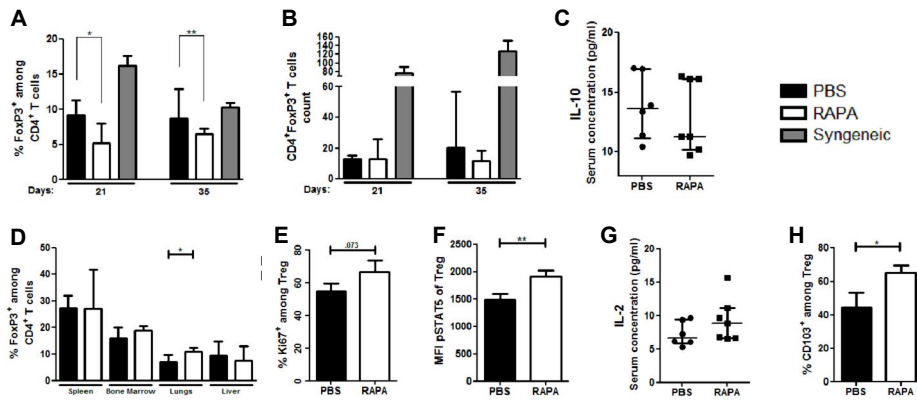 A
% FoxP3⁺ among
CD4⁺ T cells
20
15
10
5
0
*
**
Days:
21
35
B
CD4⁺FoxP3⁺ T cells
count
160
140
120
100
80
60
60
40
20
0
Days:
21
35
C
IL-10
Serum concentration (pg/ml)
20
15
10
PBS
RAPA
PBS
RAPA
Syngeneic
D
% FoxP3⁺ among
CD4⁺ T cells
50
40
30
20
10
0
*
Spleen
Bone Marrow
Lungs
Liver
E
% Ki67⁺ among Treg
80
60
40
20
0
.073
PBS
RAPA
F
MFI pSTAT5 of Treg
2500
2000
1500
1000
500
0
**
PBS
RAPA
G
IL-2
Serum concentration (pg/ml)
20
15
10
5
0
PBS
RAPA
H
% CD103⁺ among Treg
80
60
40
20
0
*
PBS
RAPA